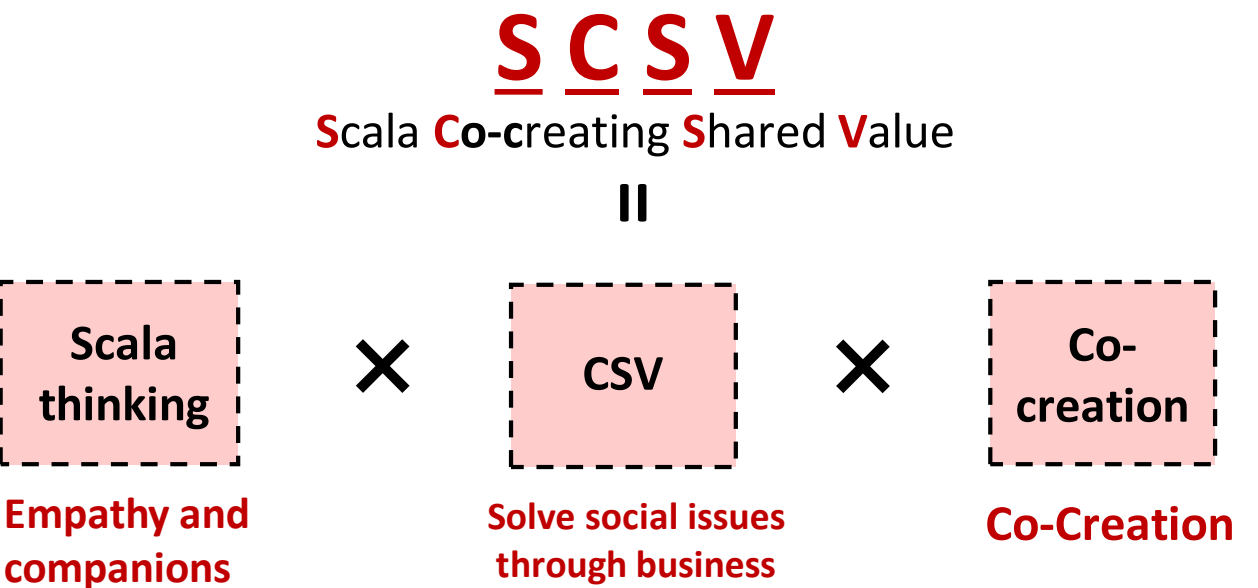 S C S V
Scala Co-creating Shared Value
=
Scala
thinking
×
CSV
×
Co-
creation
Empathy and
companions
Solve social issues
through business
Co-Creation